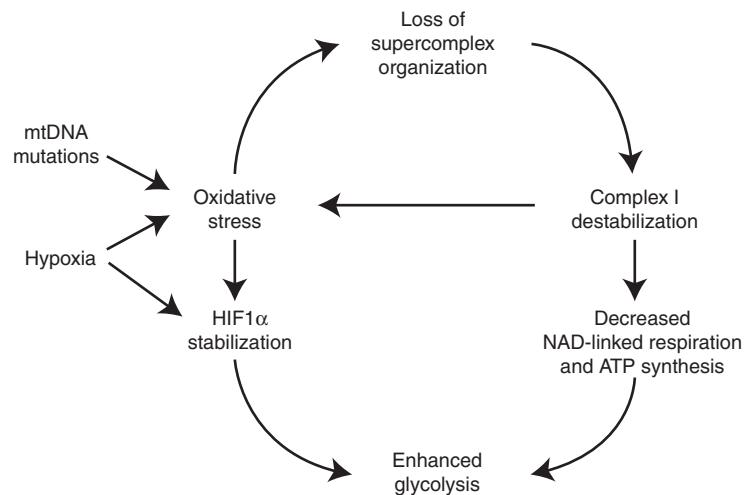 Loss of
supercomplex
organization
mtDNA
mutations
Oxidative
stress
Complex I
destabilization
Hypoxia
HIF1α
stabilization
Decreased
NAD-linked respiration
and ATP synthesis
Enhanced
glycolysis